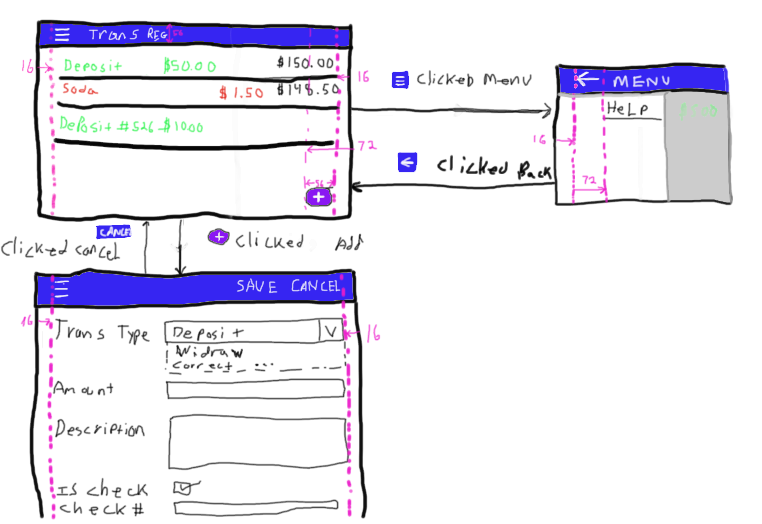 Trans REG 56
Deposit $50.00 $150.00
16
16
Soda $1.50 $148.50
Deposit #526 $1000
72
56
+
Clicked Menu
MENU
HeLP
16
72
Clicked Back
CANCEL
Clicked cancel
+ Clicked Add
SAVE CANCEL
16
16
Trans Type Deposit V
Widraw
Correct ...
Amount
Description
Is check
check #